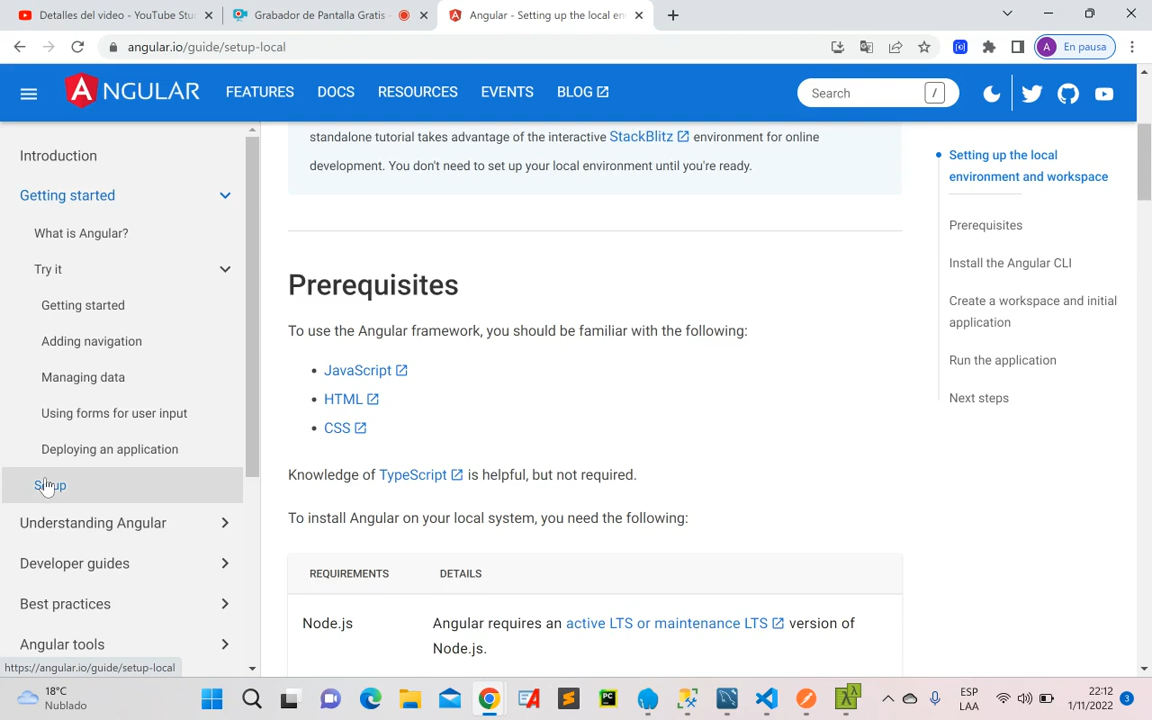 Detalles del video - YouTube Stu
Grabador de Pantalla Gratis -
Angular - Setting up the local en
angular.io/guide/setup-local
A En pausa
ANGULAR
FEATURES
DOCS
RESOURCES
EVENTS
BLOG
Search
/
Introduction
Getting started
What is Angular?
Try it
Getting started
Adding navigation
Managing data
Using forms for user input
Deploying an application
Setup
Understanding Angular
Developer guides
Best practices
Angular tools
https://angular.io/guide/setup-local
standalone tutorial takes advantage of the interactive StackBlitz environment for online
development. You don't need to set up your local environment until you're ready.
Prerequisites
To use the Angular framework, you should be familiar with the following:
• JavaScript
• HTML
• CSS
Knowledge of TypeScript is helpful, but not required.
To install Angular on your local system, you need the following:
REQUIREMENTS DETAILS
Node.js
Angular requires an active LTS or maintenance LTS version of
Node.js.
Setting up the local
environment and workspace
Prerequisites
Install the Angular CLI
Create a workspace and initial
application
Run the application
Next steps
18°C
Nublado
PC
ESP
LAA
22:12
1/11/2022
3